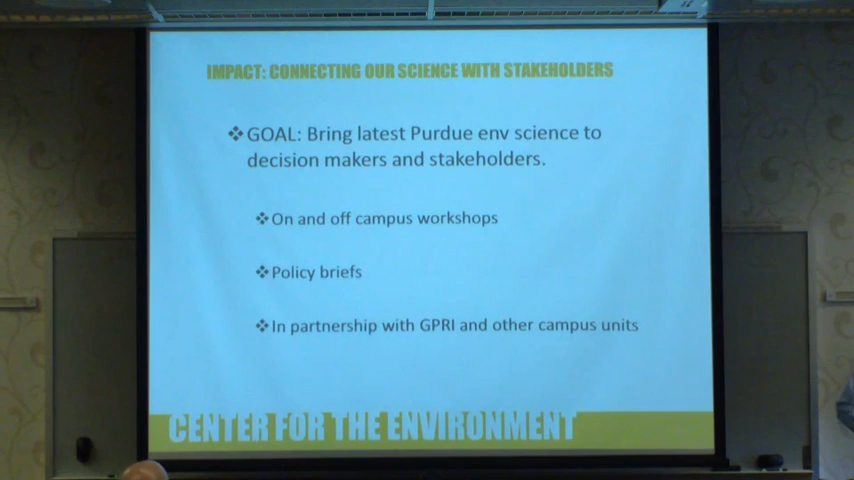 IMPACT: CONNECTING OUR SCIENCE WITH STAKEHOLDERS
❖GOAL: Bring latest Purdue env science to
decision makers and stakeholders.
❖On and off campus workshops
❖Policy briefs
❖In partnership with GPRI and other campus units
CENTER FOR THE ENVIRONMENT